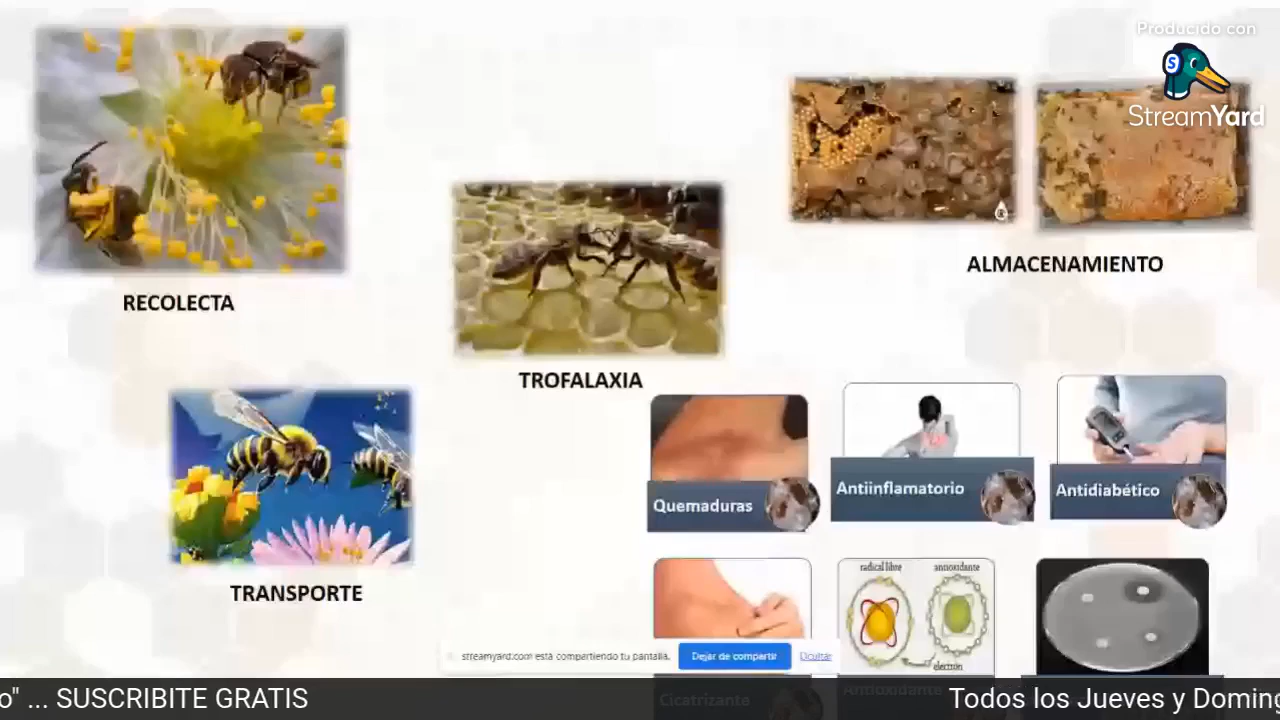 Producido con
StreamYard
RECOLECTA
ALMACENAMIENTO
TROFALAXIA
TRANSPORTE
Quemaduras
Antiinflamatorio
Antidiabético
radical libre
antioxidante
electrón
streamyard.com está compartiendo tu pantalla.
Dejar de compartir
Ocultar
Cicatrizante
Antioxidante
o" ... SUSCRIBITE GRATIS
Todos los Jueves y Doming